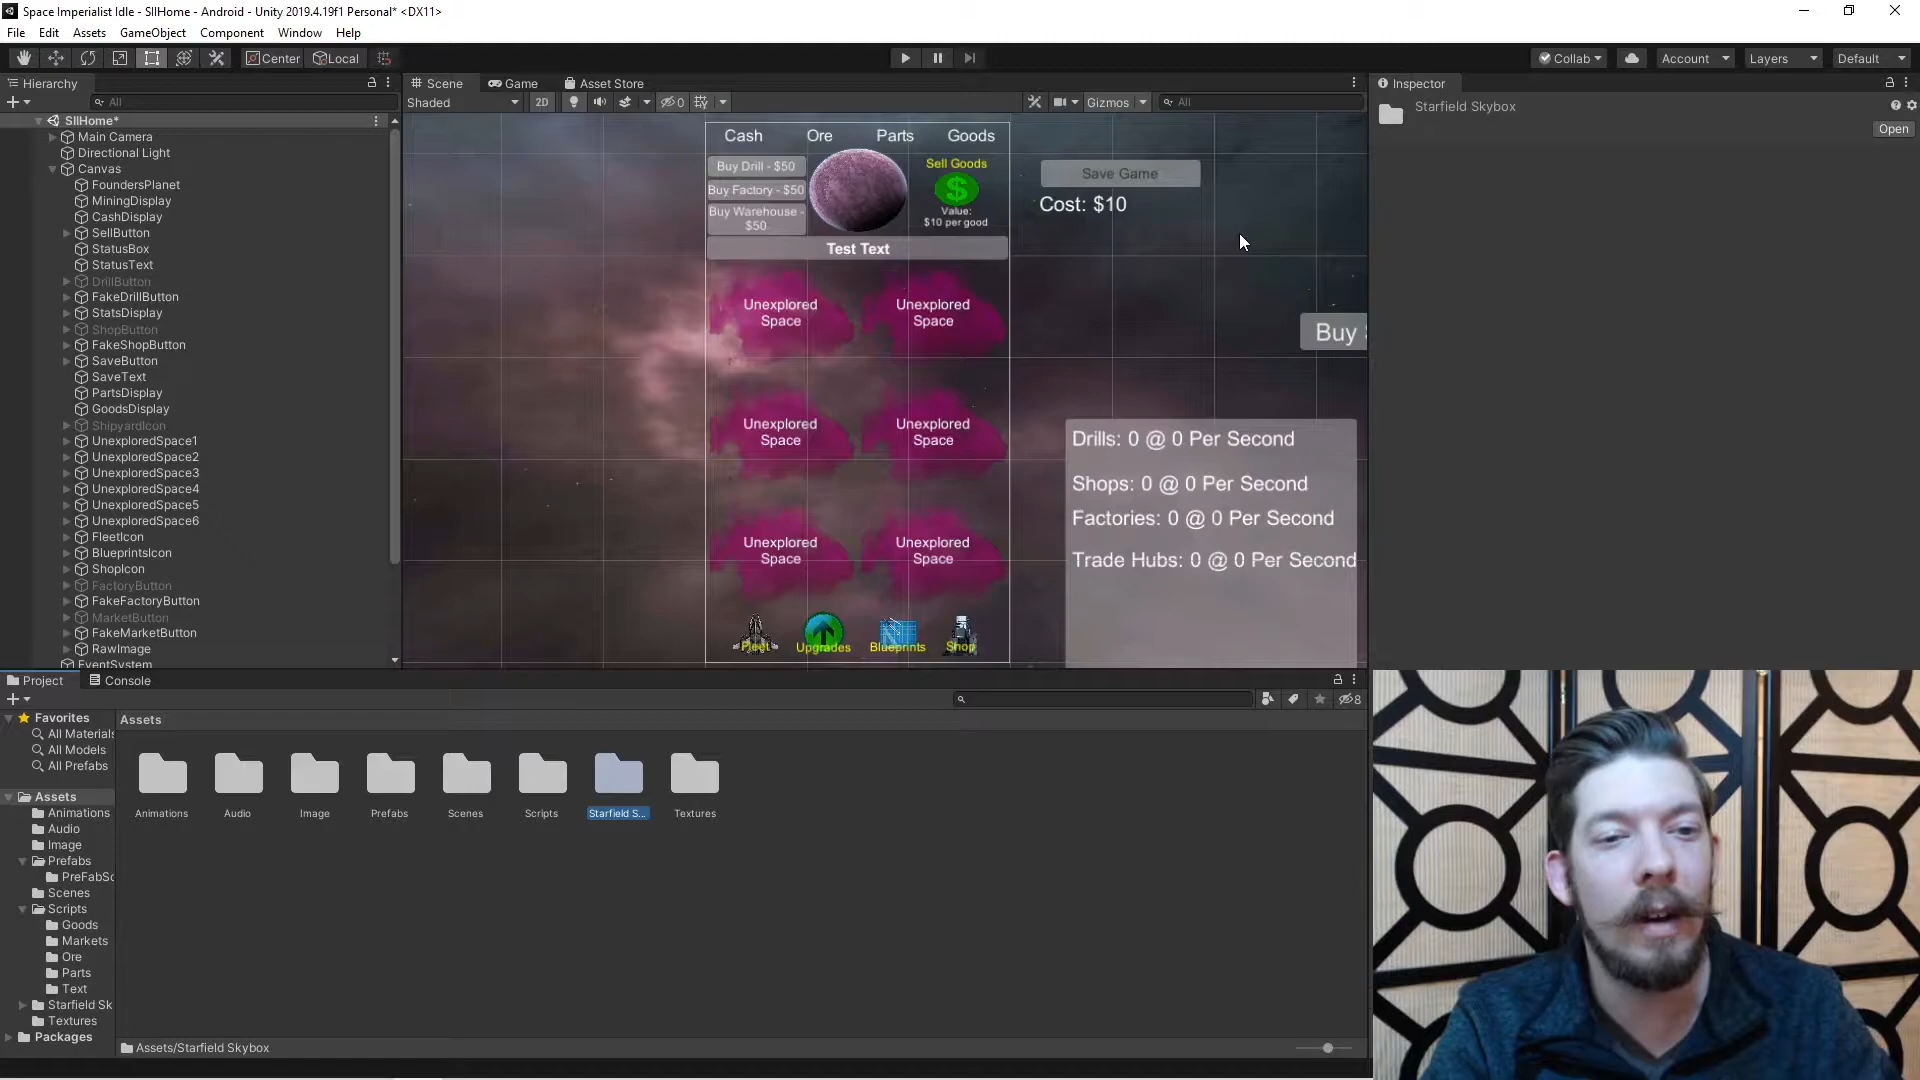 Space Imperialist Idle - SIIHome - Android - Unity 2019.4.19f1 Personal* <DX11>
File Edit Assets GameObject Component Window Help
Center Local Collab Account Layers Default
Hierarchy
All
SIIHome*
Main Camera
Directional Light
Canvas
FoundersPlanet
MiningDisplay
CashDisplay
SellButton
StatusBox
StatusText
DrillButton
FakeDrillButton
StatsDisplay
ShopButton
FakeShopButton
SaveButton
SaveText
PartsDisplay
GoodsDisplay
ShipyardIcon
UnexploredSpace1
UnexploredSpace2
UnexploredSpace3
UnexploredSpace4
UnexploredSpace5
UnexploredSpace6
FleetIcon
BlueprintsIcon
ShopIcon
FactoryButton
FakeFactoryButton
MarketButton
FakeMarketButton
RawImage
EventSystem
Scene Game Asset Store
Shaded 2D 0 Gizmos All
Cash Ore Parts Goods
Buy Drill - $50
Buy Factory - $50
Buy Warehouse -
$50
Sell Goods
$
Value:
$10 per good
Test Text
Unexplored
Space
Unexplored
Space
Unexplored
Space
Unexplored
Space
Unexplored
Space
Unexplored
Space
Fleet Upgrades Blueprints Shop
Save Game
Cost: $10
Buy
Drills: 0 @ 0 Per Second
Shops: 0 @ 0 Per Second
Factories: 0 @ 0 Per Second
Trade Hubs: 0 @ 0 Per Second
Inspector
Starfield Skybox
Open
Project Console
8
Favorites
All Materials
All Models
All Prefabs
Assets
Animations
Audio
Image
Prefabs
PreFabSc
Scenes
Scripts
Goods
Markets
Ore
Parts
Text
Starfield Sk
Textures
Packages
Assets
Animations Audio Image Prefabs Scenes Scripts Starfield S... Textures
Assets/Starfield Skybox